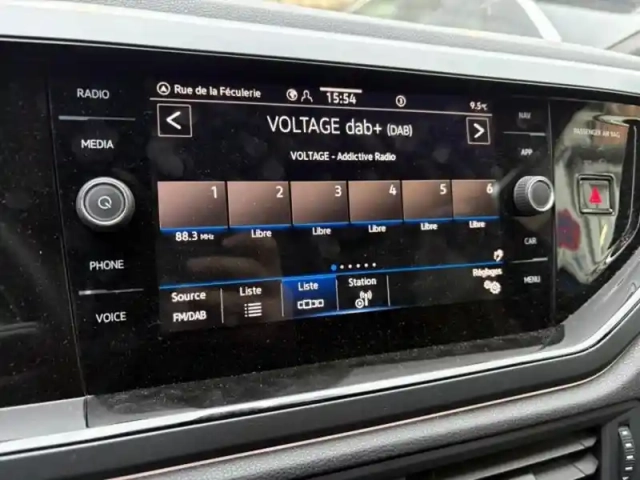 RADIO
MEDIA
PHONE
VOICE
Rue de la Féculerie
15:54
9.5°C
VOLTAGE dab+ (DAB)
VOLTAGE - Addictive Radio
1 2 3 4 5 6
88.3 MHz Libre Libre Libre Libre Libre
Réglages
Source Liste Liste Station
FM/DAB
NAV
APP
CAR
MENU
PASSENGER AIR BAG